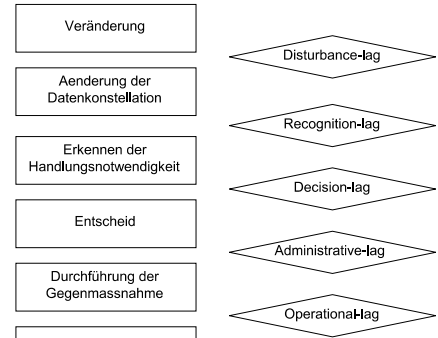 Veränderung
Disturbance-lag
Aenderung der
Datenkonstellation
Recognition-lag
Erkennen der
Handlungsnotwendigkeit
Decision-lag
Entscheid
Administrative-lag
Durchführung der
Gegenmassnahme
Operational-lag